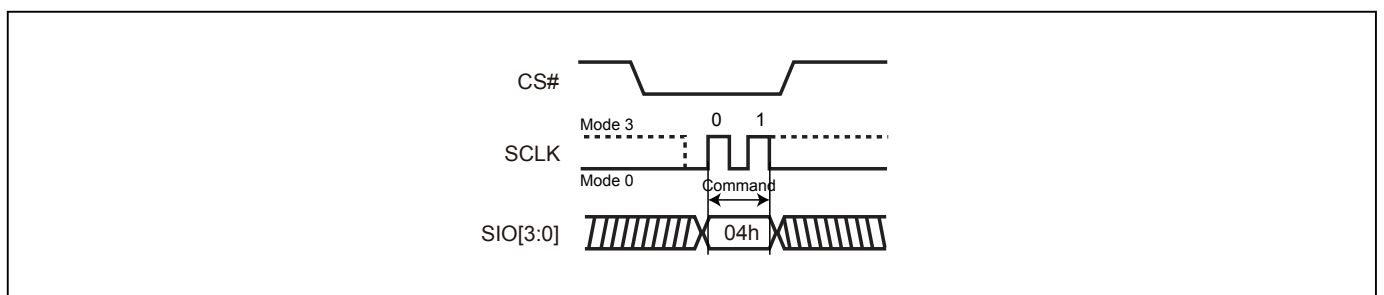 CS#
Mode 3
0 1
SCLK
Mode 0
Command
SIO[3:0]
04h